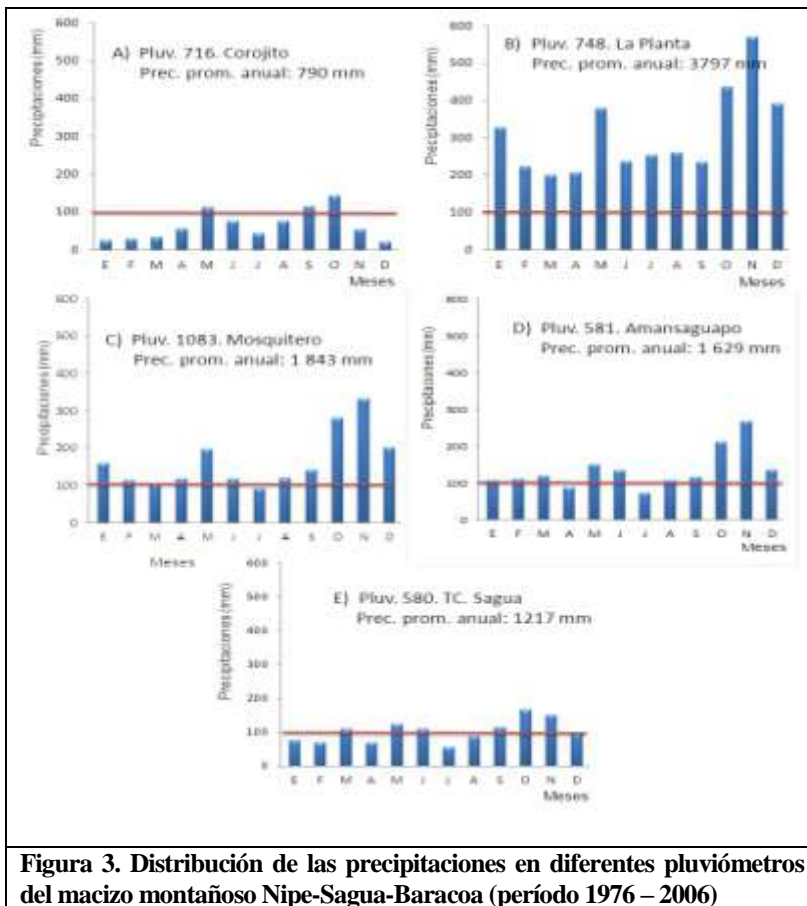 A) Pluv. 716. Corojito
Prec. prom. anual: 790 mm
Precipitaciones (mm)
600
500
400
300
200
100
0
E F M A M J J A S O N D
Meses
B) Pluv. 748. La Planta
Prec. prom. anual: 3797 mm
Precipitaciones (mm)
600
500
400
300
200
100
0
E F M A M J J A S O N D
Meses
C) Pluv. 1083. Mosquitero
Prec. prom. anual: 1 843 mm
Precipitaciones (mm)
600
500
400
300
200
100
0
E F M A M J J A S O N D
Meses
D) Pluv. 581. Amansaguapo
Prec. prom. anual: 1 629 mm
Precipitaciones (mm)
600
500
400
300
200
100
0
E F M A M J J A S O N D
Meses
E) Pluv. 580. TC. Sagua
Prec. prom. anual: 1217 mm
Precipitaciones (mm)
600
500
400
300
200
100
0
E F M A M J J A S O N D
Meses
Figura 3. Distribución de las precipitaciones en diferentes pluviómetros
del macizo montañoso Nipe-Sagua-Baracoa (período 1976 – 2006)